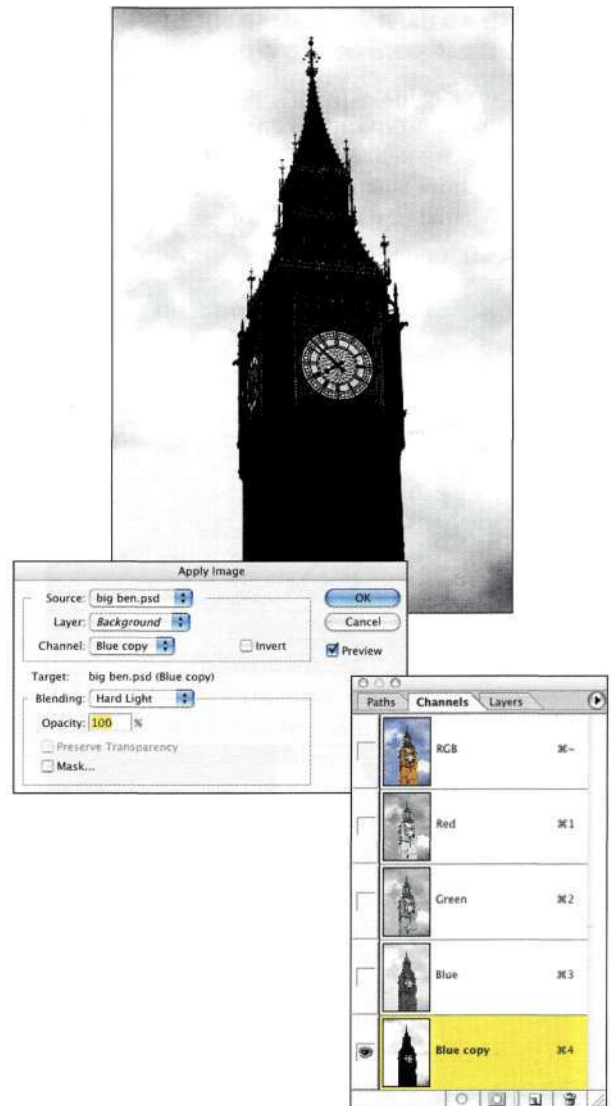 Apply Image
Source: big ben.psd
OK
Layer: Background
Cancel
Channel: Blue copy
Invert
Preview
Target: big ben.psd (Blue copy)
Blending: Hard Light
Opacity: 100 %
Preserve Transparency
Mask...
Paths Channels Layers
RGB ⌘~
Red ⌘1
Green ⌘2
Blue ⌘3
Blue copy ⌘4